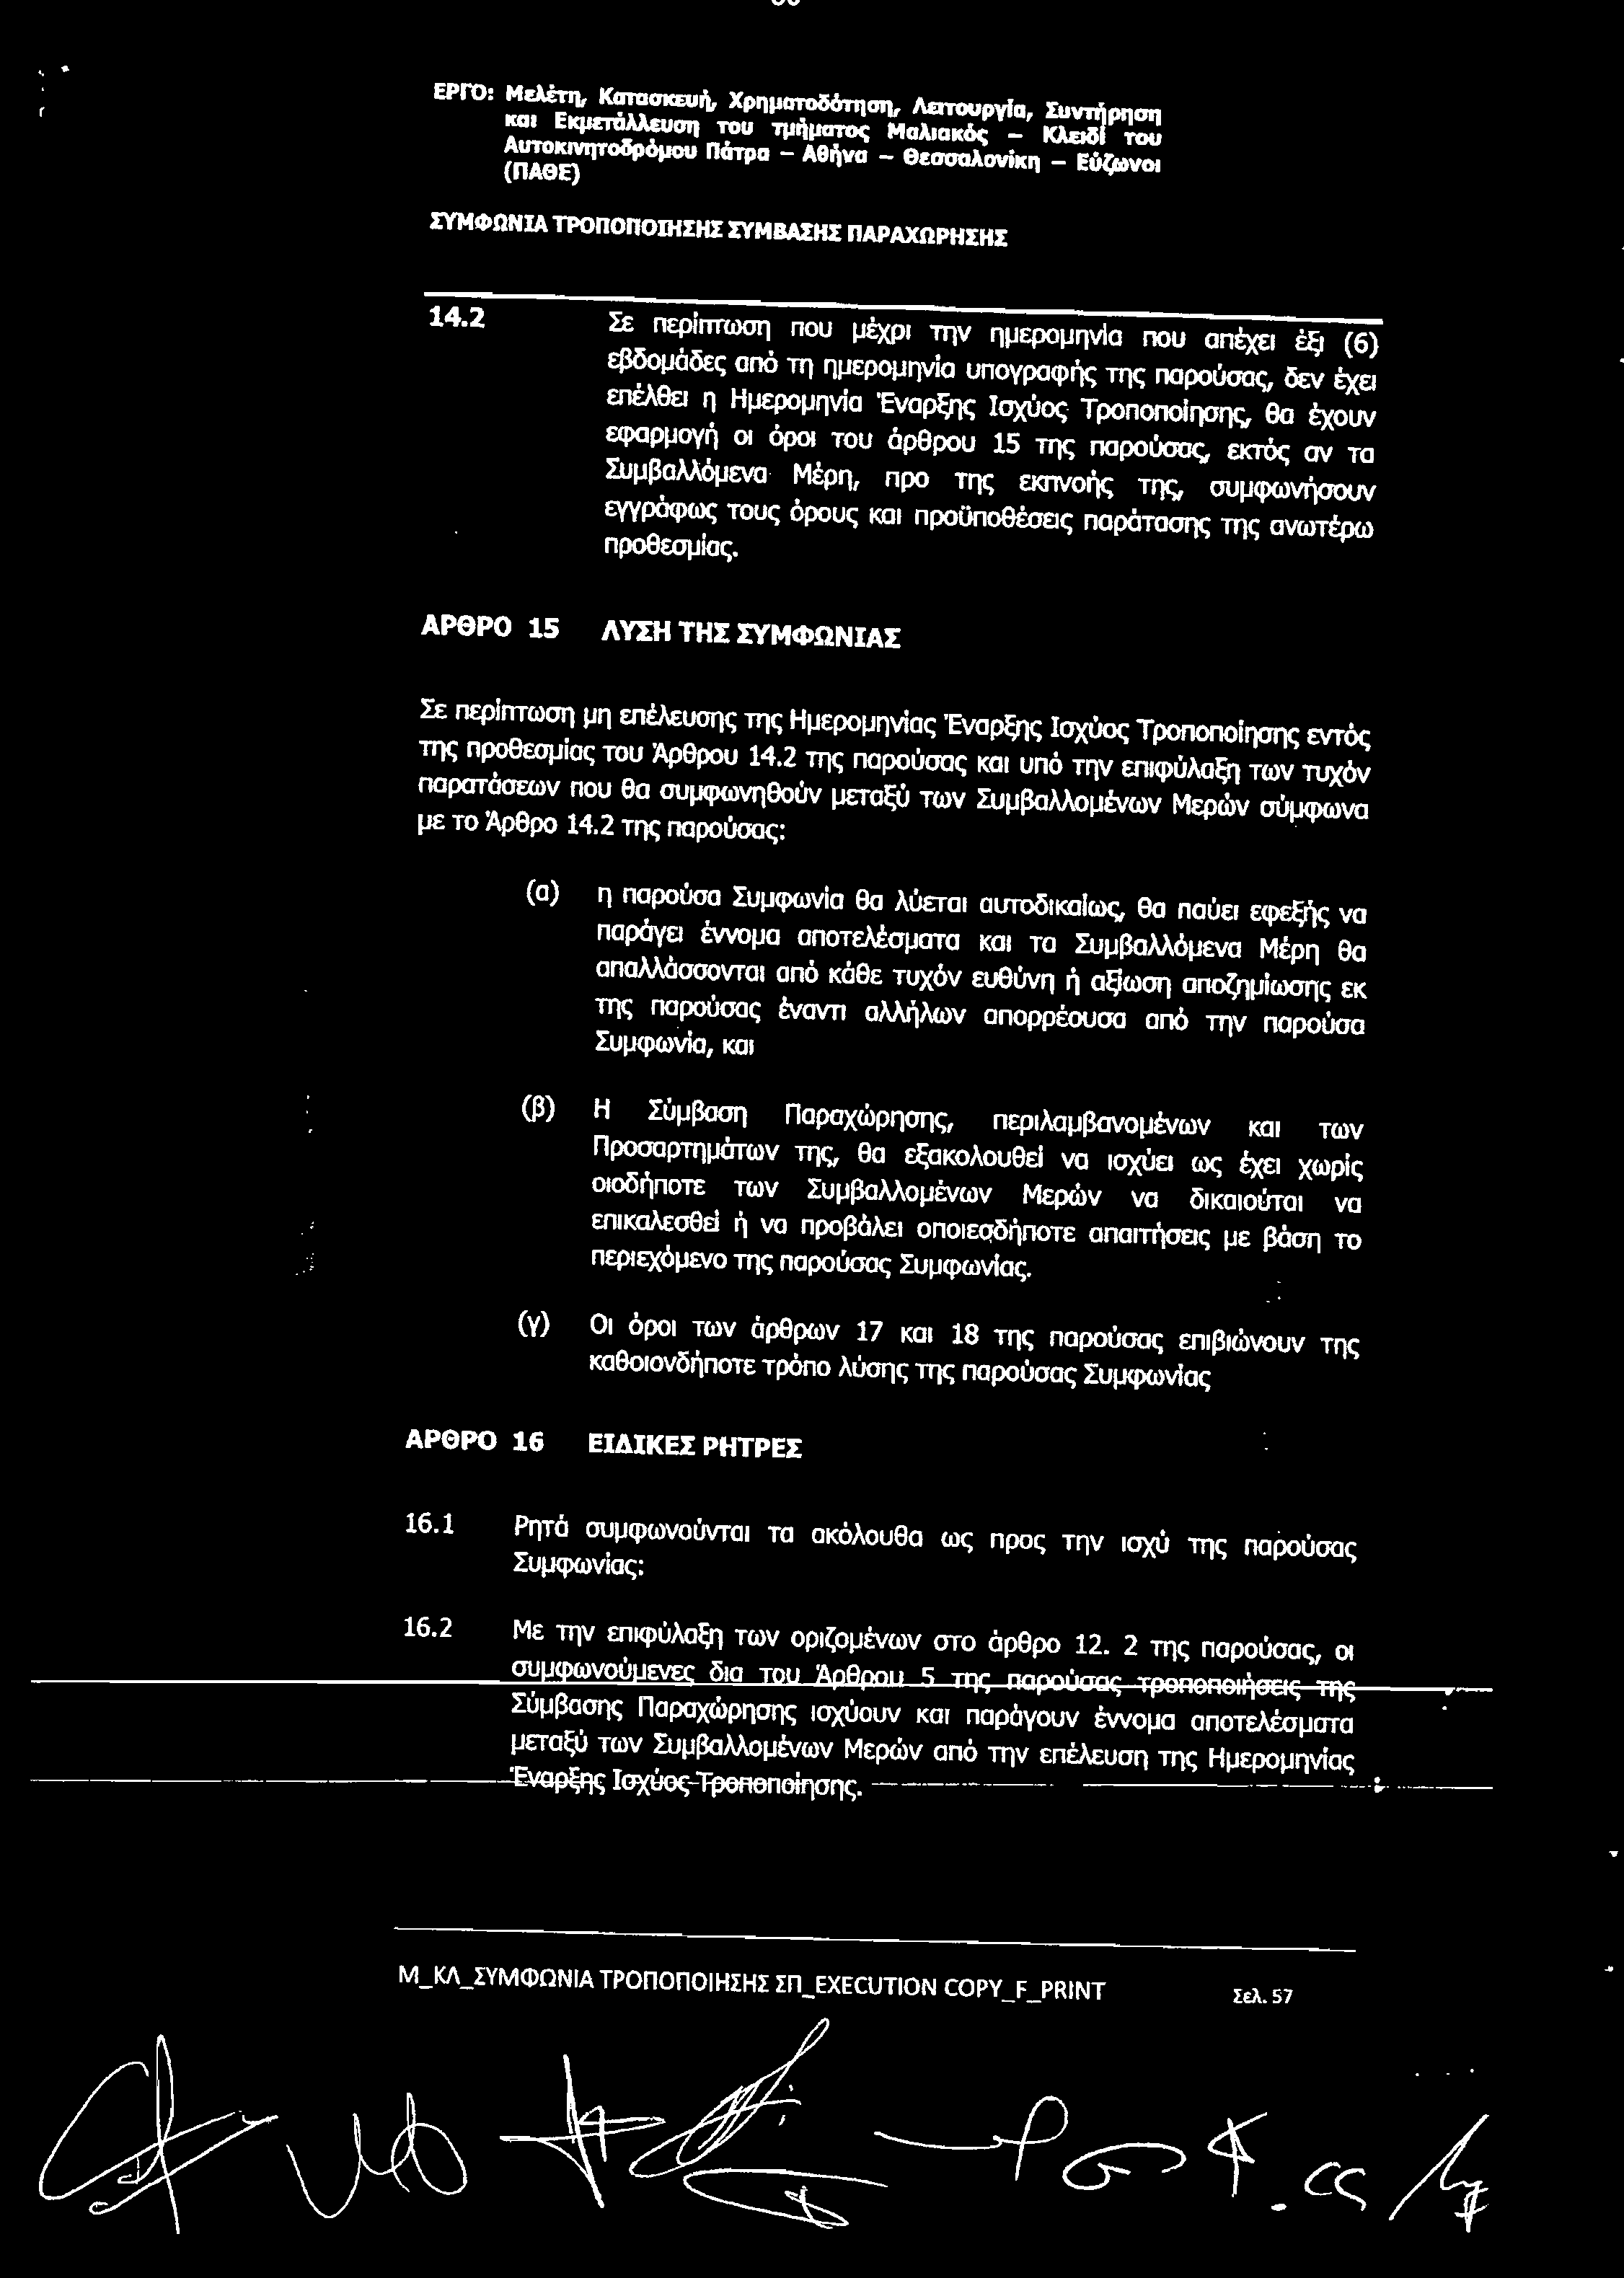 ΕΡΓΟ: Μελέτη, Κατασκευή, Χρηματοδότηση, Λειτουργία, Συντήρηση
και Εκμετάλλευση του τμήματος Μαλιακός – Κλειδί του
Αυτοκινητοδρόμου Πάτρα – Αθήνα – Θεσσαλονίκη – Εύζωνοι
(ΠΑΘΕ)
ΣΥΜΦΩΝΙΑ ΤΡΟΠΟΠΟΙΗΣΗΣ ΣΥΜΒΑΣΗΣ ΠΑΡΑΧΩΡΗΣΗΣ
14.2 Σε περίπτωση που μέχρι την ημερομηνία που απέχει έξι (6)
εβδομάδες από τη ημερομηνία υπογραφής της παρούσας, δεν έχει
επέλθει η Ημερομηνία Έναρξης Ισχύος Τροποποίησης, θα έχουν
εφαρμογή οι όροι του άρθρου 15 της παρούσας, εκτός αν τα
Συμβαλλόμενα Μέρη, προ της εκπνοής της, συμφωνήσουν
εγγράφως τους όρους και προϋποθέσεις παράτασης της ανωτέρω
προθεσμίας.
ΑΡΘΡΟ 15 ΛΥΣΗ ΤΗΣ ΣΥΜΦΩΝΙΑΣ
Σε περίπτωση μη επέλευσης της Ημερομηνίας Έναρξης Ισχύος Τροποποίησης εντός
της προθεσμίας του Άρθρου 14.2 της παρούσας και υπό την επιφύλαξη των τυχόν
παρατάσεων που θα συμφωνηθούν μεταξύ των Συμβαλλομένων Μερών σύμφωνα
με το Άρθρο 14.2 της παρούσας:
(α) η παρούσα Συμφωνία θα λύεται αυτοδικαίως, θα παύει εφεξής να
παράγει έννομα αποτελέσματα και τα Συμβαλλόμενα Μέρη θα
απαλλάσσονται από κάθε τυχόν ευθύνη ή αξίωση αποζημίωσης εκ
της παρούσας έναντι αλλήλων απορρέουσα από την παρούσα
Συμφωνία, και
(β) Η Σύμβαση Παραχώρησης, περιλαμβανομένων και των
Προσαρτημάτων της, θα εξακολουθεί να ισχύει ως έχει χωρίς
οιοδήποτε των Συμβαλλομένων Μερών να δικαιούται να
επικαλεσθεί ή να προβάλει οποιεσδήποτε απαιτήσεις με βάση το
περιεχόμενο της παρούσας Συμφωνίας.
(γ) Οι όροι των άρθρων 17 και 18 της παρούσας επιβιώνουν της
καθοιονδήποτε τρόπο λύσης της παρούσας Συμφωνίας
ΑΡΘΡΟ 16 ΕΙΔΙΚΕΣ ΡΗΤΡΕΣ
16.1 Ρητά συμφωνούνται τα ακόλουθα ως προς την ισχύ της παρούσας
Συμφωνίας:
16.2 Με την επιφύλαξη των οριζομένων στο άρθρο 12. 2 της παρούσας, οι
συμφωνούμενες δια του Άρθρου 5 της παρούσας τροποποιήσεις της
Σύμβασης Παραχώρησης ισχύουν και παράγουν έννομα αποτελέσματα
μεταξύ των Συμβαλλομένων Μερών από την επέλευση της Ημερομηνίας
Έναρξης Ισχύος Τροποποίησης.
Μ_ΚΛ_ΣΥΜΦΩΝΙΑ ΤΡΟΠΟΠΟΙΗΣΗΣ ΣΠ_EXECUTION COPY_F_PRINT Σελ. 57